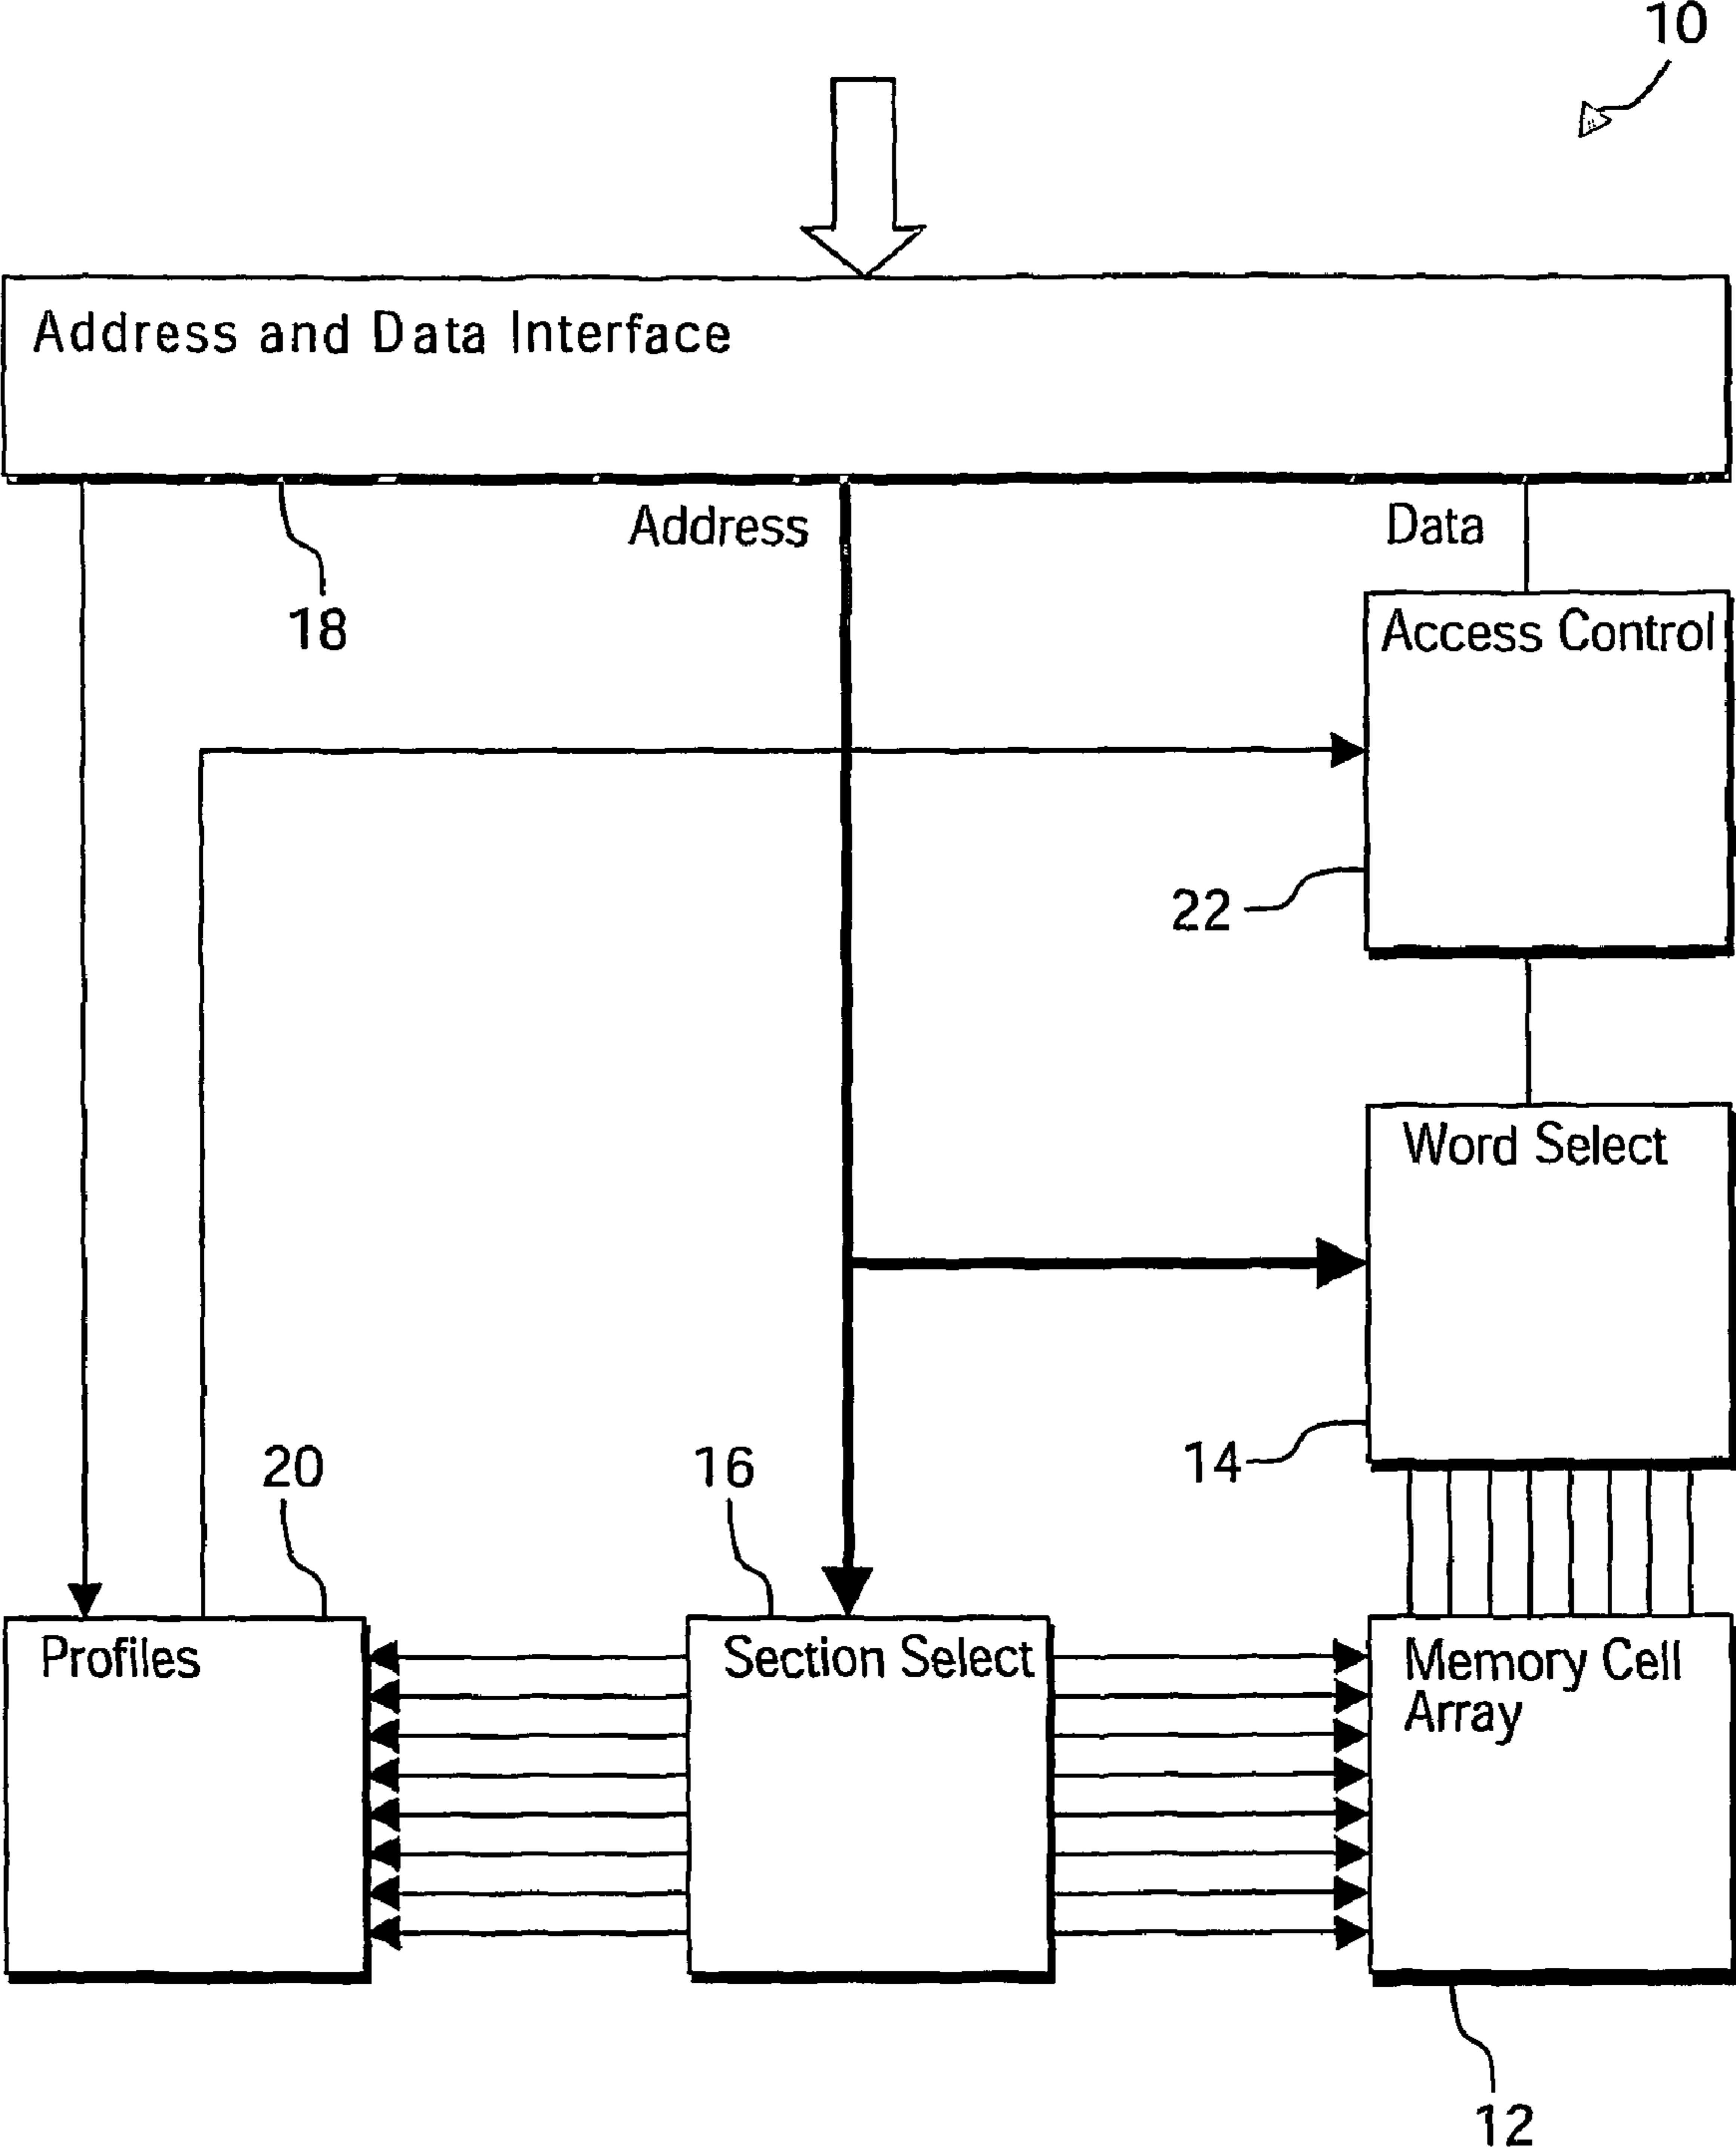 10
Address and Data Interface
Address
Data
18
Access Control
22
Word Select
14
20
16
Profiles
Section Select
Memory Cell
Array
12